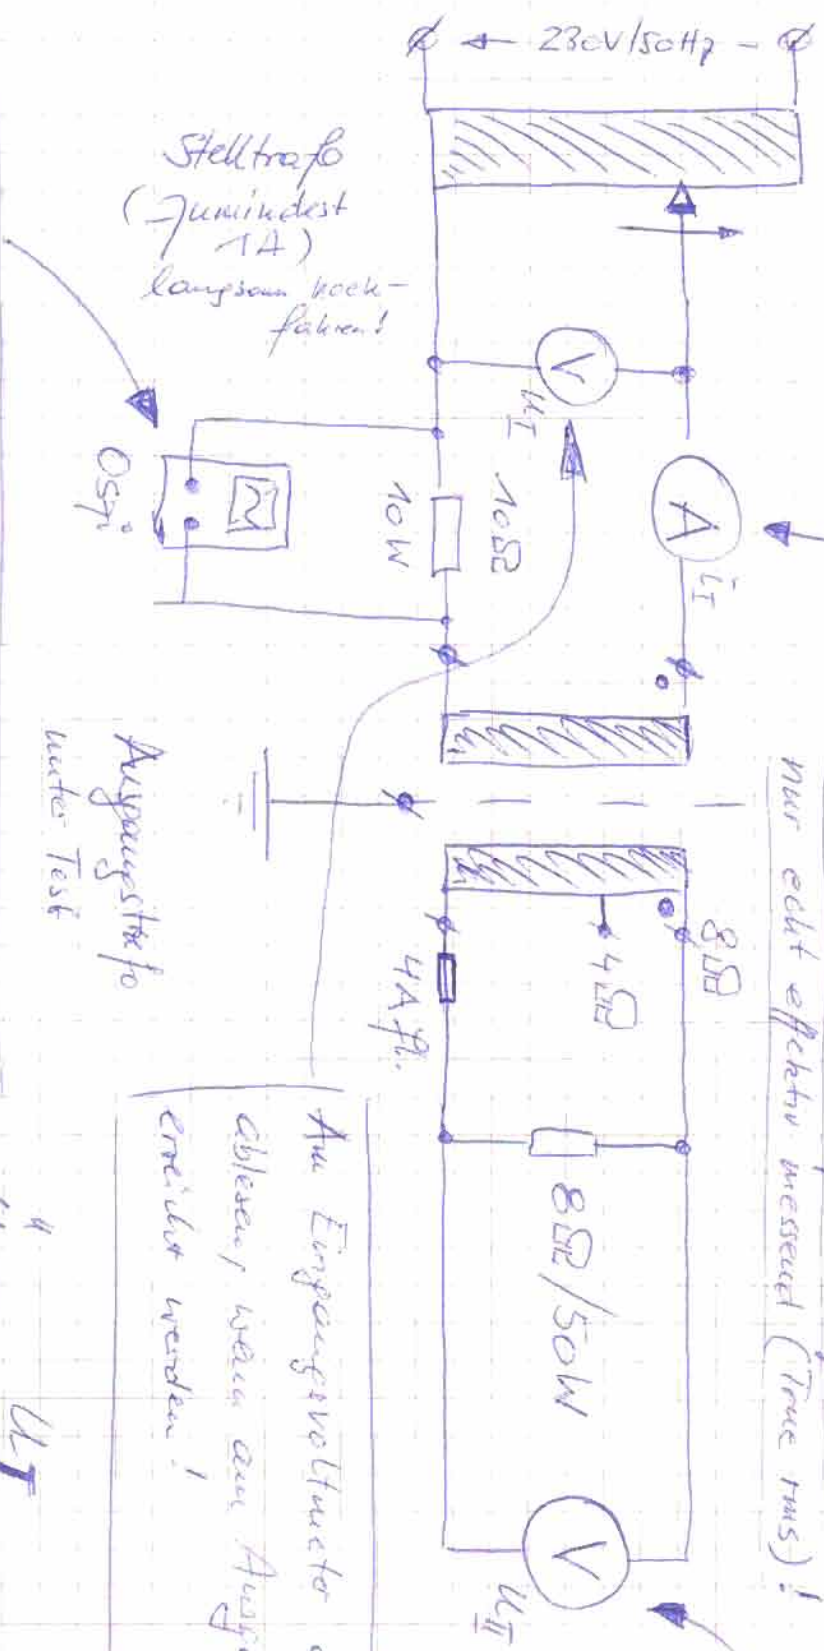 230V/50Hz
Stelltrafo
(Zumindest
1A)
langsam hoch-
fahren!
V
U_I
A
i_I
10Ω
10W
Oszi
nur echt effektiv messend (True rms)!
Ausgangstrafo
unter Test
8Ω
4Ω
4A fl.
8Ω/50W
V
U_II
Am Eingangsvoltmeter
ablesen, wenn am
erreicht werden!
ü
U_I